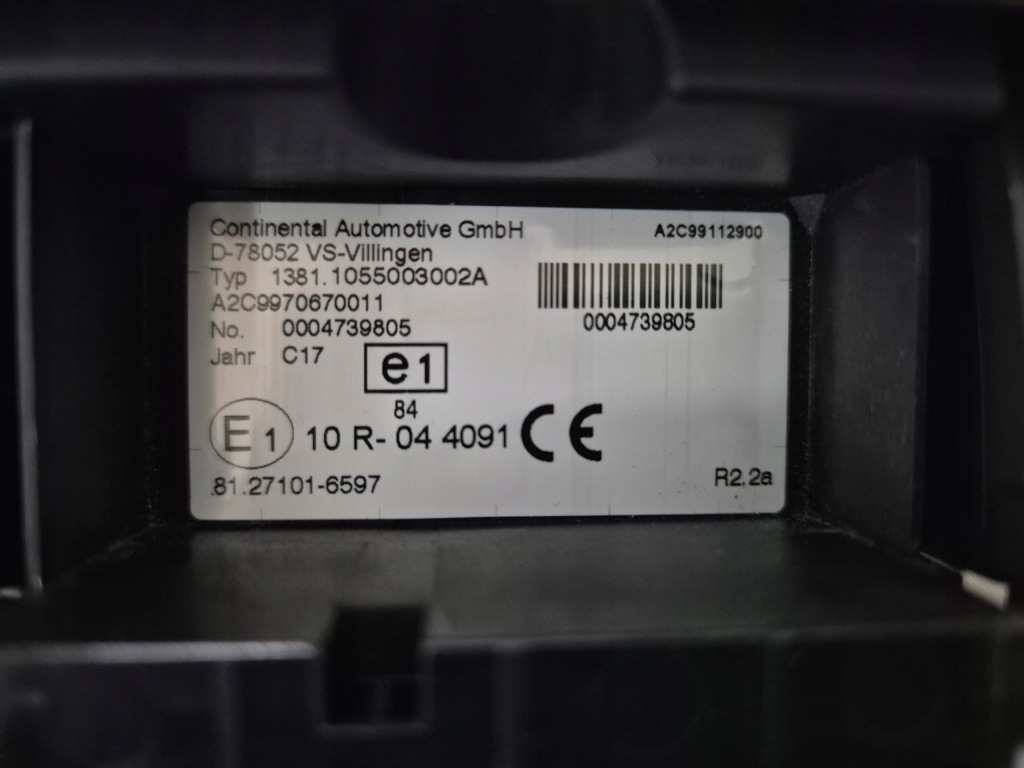 Continental Automotive GmbH
A2C99112900
D-78052 VS-Villingen
Typ 1381.1055003002A
A2C9970670011
No. 0004739805
0004739805
Jahr C17
e1
84
E1 10 R- 04 4091 CE
81.27101-6597
R2.2a